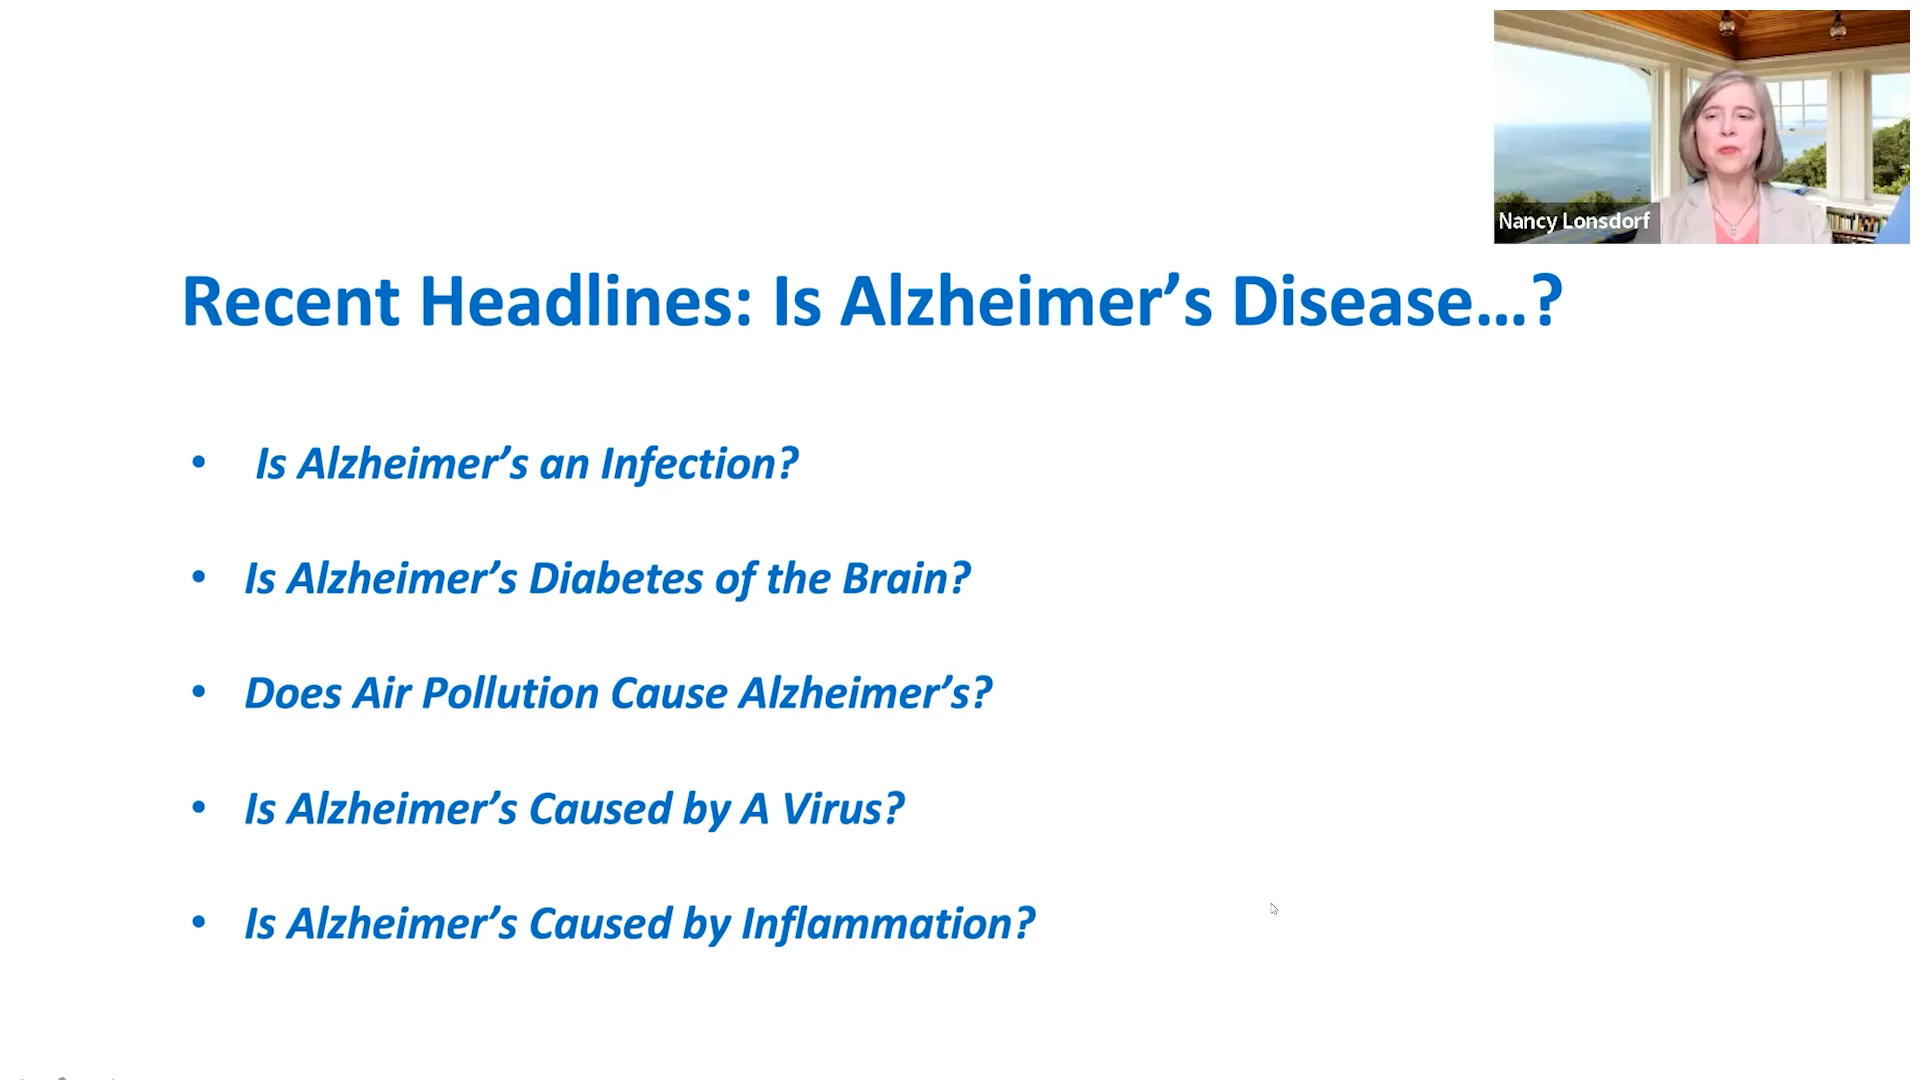 Nancy Lonsdorf
Recent Headlines: Is Alzheimer’s Disease…?
• Is Alzheimer’s an Infection?
• Is Alzheimer’s Diabetes of the Brain?
• Does Air Pollution Cause Alzheimer’s?
• Is Alzheimer’s Caused by A Virus?
• Is Alzheimer’s Caused by Inflammation?